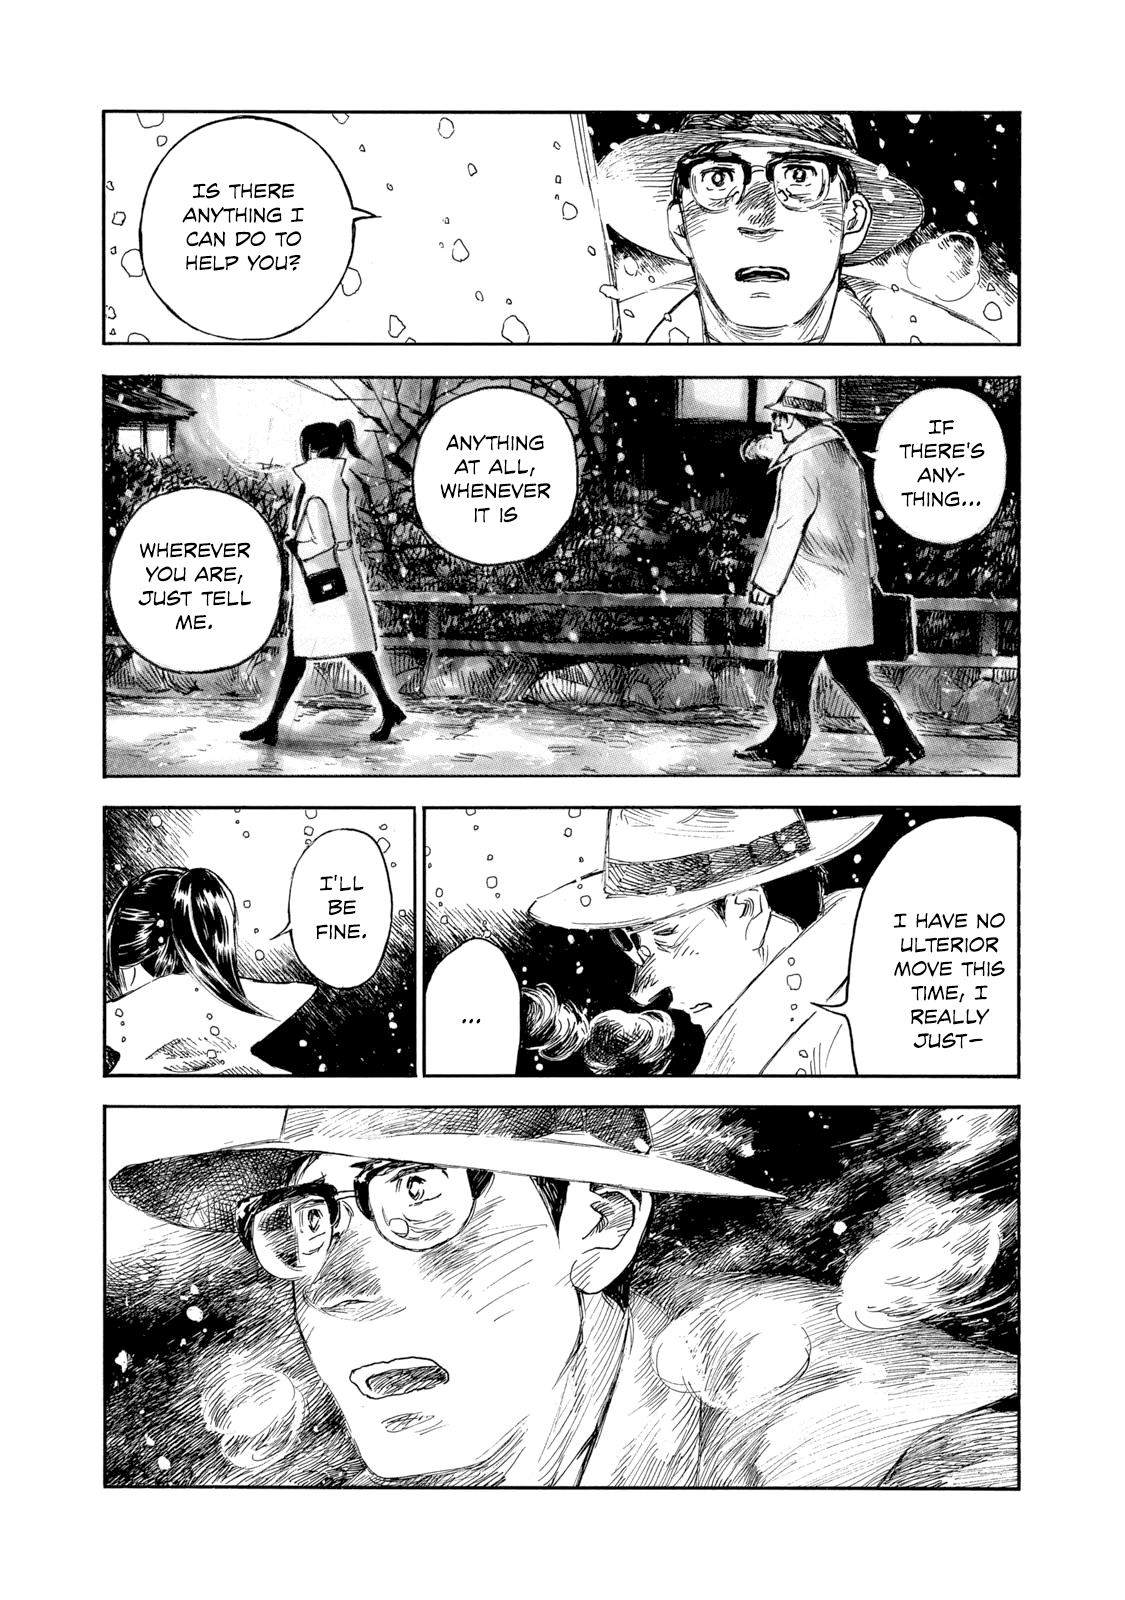 IS THERE
ANYTHING I
CAN DO TO
HELP YOU?
IF
THERE'S
ANY-
THING...
ANYTHING
AT ALL,
WHENEVER
IT IS
WHEREVER
YOU ARE,
JUST TELL
ME.
I HAVE NO
ULTERIOR
MOVE THIS
TIME, I
REALLY
JUST—
...
I'LL
BE
FINE.